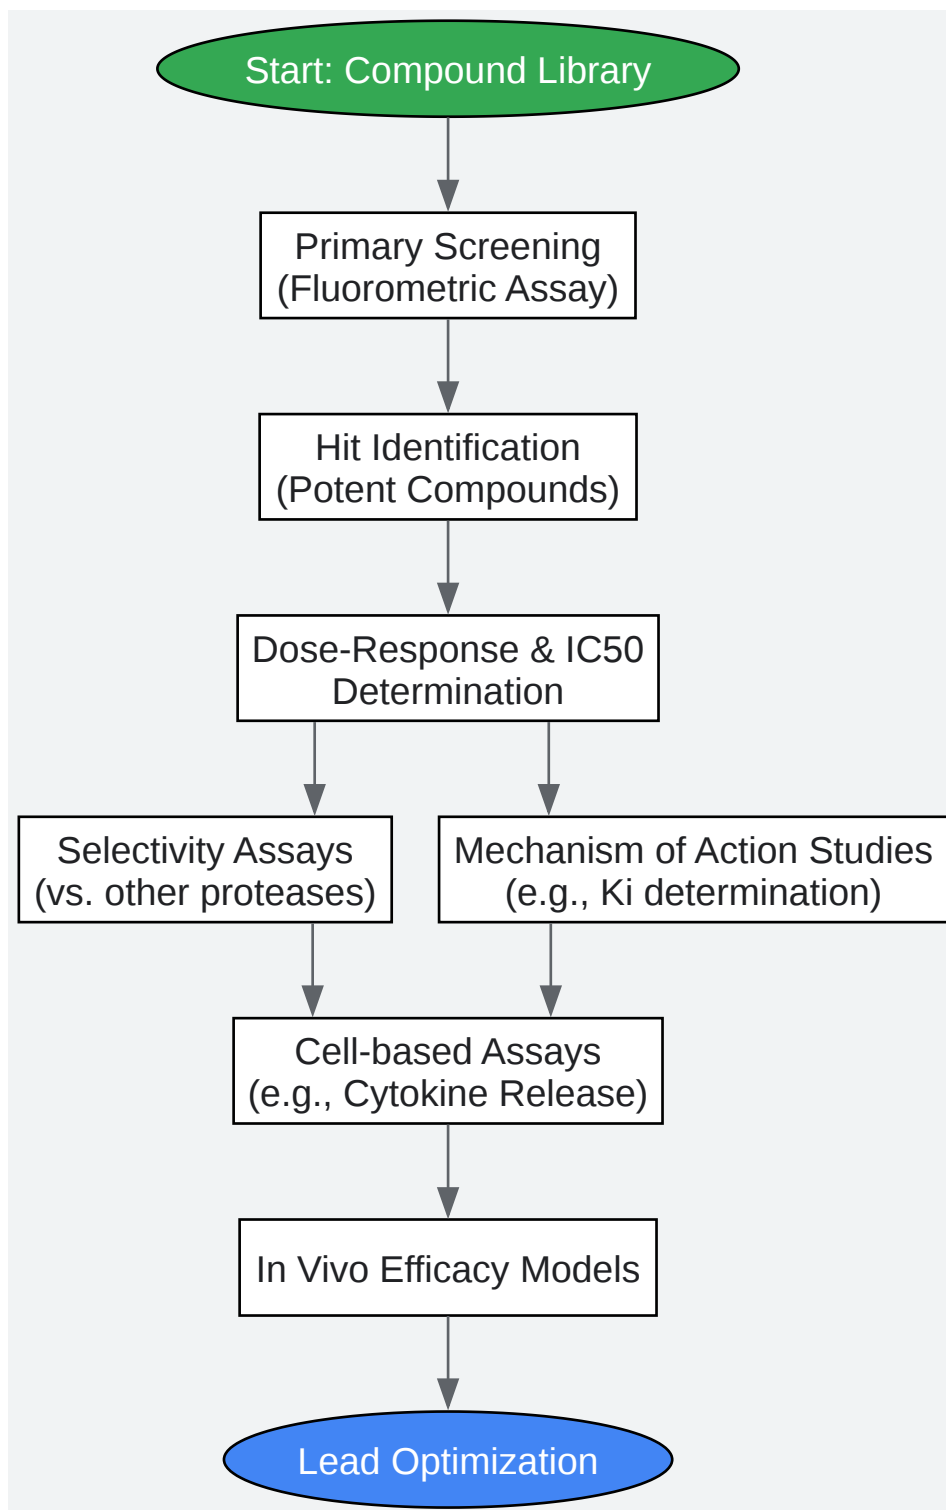 Start: Compound Library
Primary Screening
(Fluorometric Assay)
Hit Identification
(Potent Compounds)
Dose-Response & IC50
Determination
Selectivity Assays
(vs. other proteases)
Mechanism of Action Studies
(e.g., Ki determination)
Cell-based Assays
(e.g., Cytokine Release)
In Vivo Efficacy Models
Lead Optimization